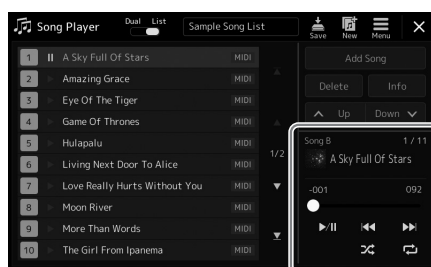 Song Player
Dual List
Sample Song List
Save
New
Menu
1 A Sky Full Of Stars MIDI
2 Amazing Grace MIDI
3 Eye Of The Tiger MIDI
4 Game Of Thrones MIDI
5 Hulapalu MIDI
6 Living Next Door To Alice MIDI
7 Love Really Hurts Without You MIDI
8 Moon River MIDI
9 More Than Words MIDI
10 The Girl From Ipanema MIDI
1/2
Add Song
Delete
Info
Up
Down
Song B
1 / 11
A Sky Full Of Stars
-001
092